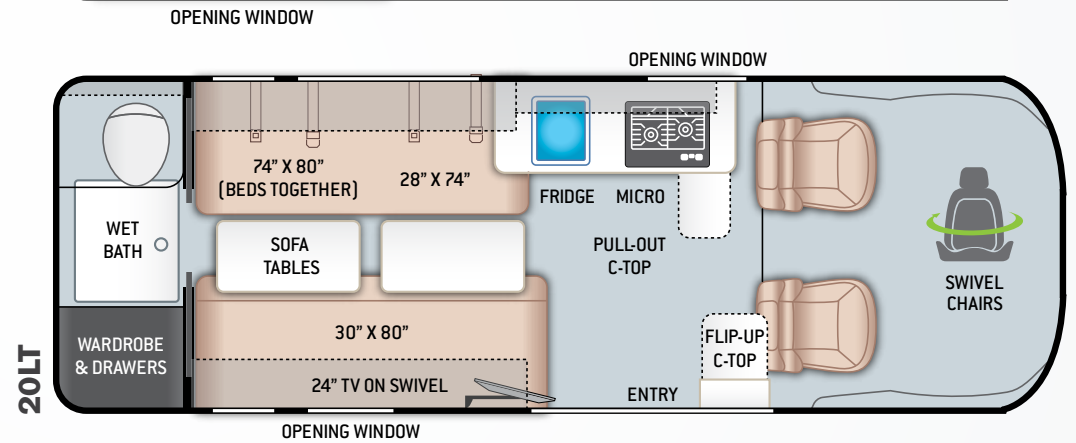 OPENING WINDOW
OPENING WINDOW
74” X 80”
(BEDS TOGETHER)
28” X 74”
FRIDGE
MICRO
WET
BATH
SOFA
TABLES
PULL-OUT
C-TOP
SWIVEL
CHAIRS
30” X 80”
FLIP-UP
C-TOP
WARDROBE
& DRAWERS
24” TV ON SWIVEL
ENTRY
20LT
OPENING WINDOW